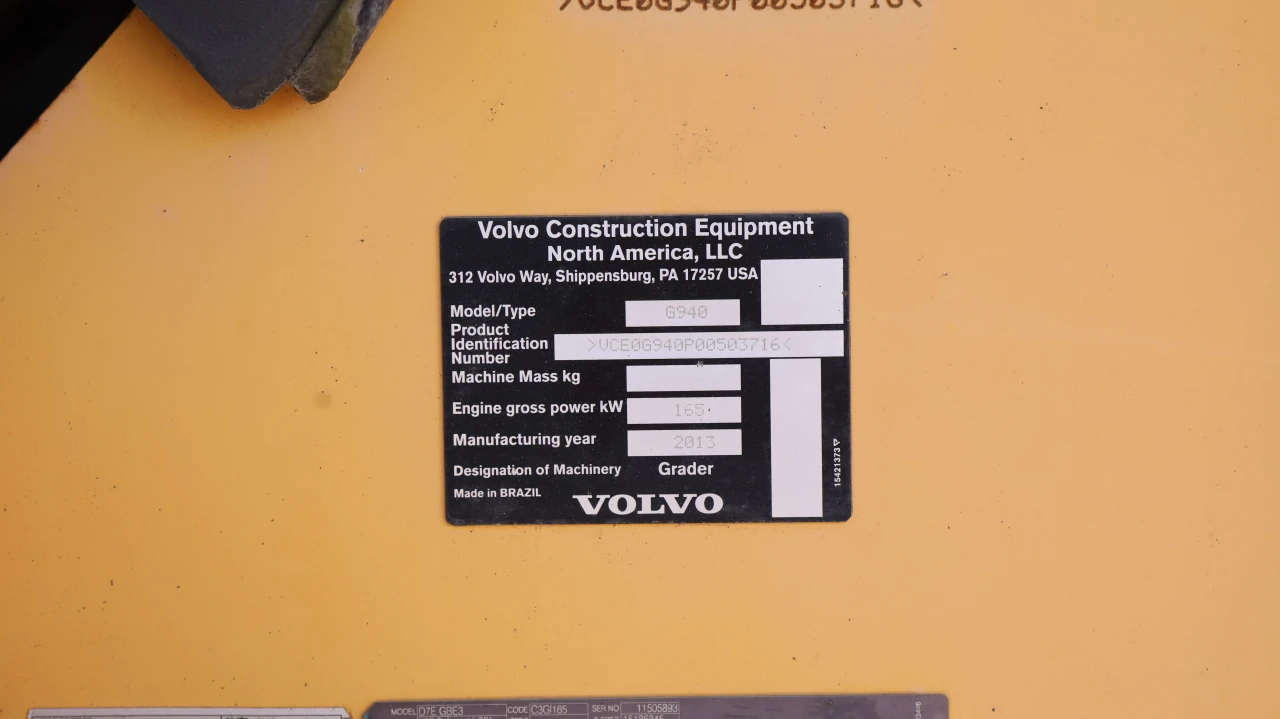 >VCE0G940P00503716<
Volvo Construction Equipment
North America, LLC
312 Volvo Way, Shippensburg, PA 17257 USA
Model/Type G940
Product
Identification
Number >VCE0G940P00503716<
Machine Mass kg
Engine gross power kW 165
Manufacturing year 2013
Designation of Machinery Grader
Made in BRAZIL
VOLVO
15421373
MODEL D7E GBE3 CODE C3GI165 SER NO 11505893